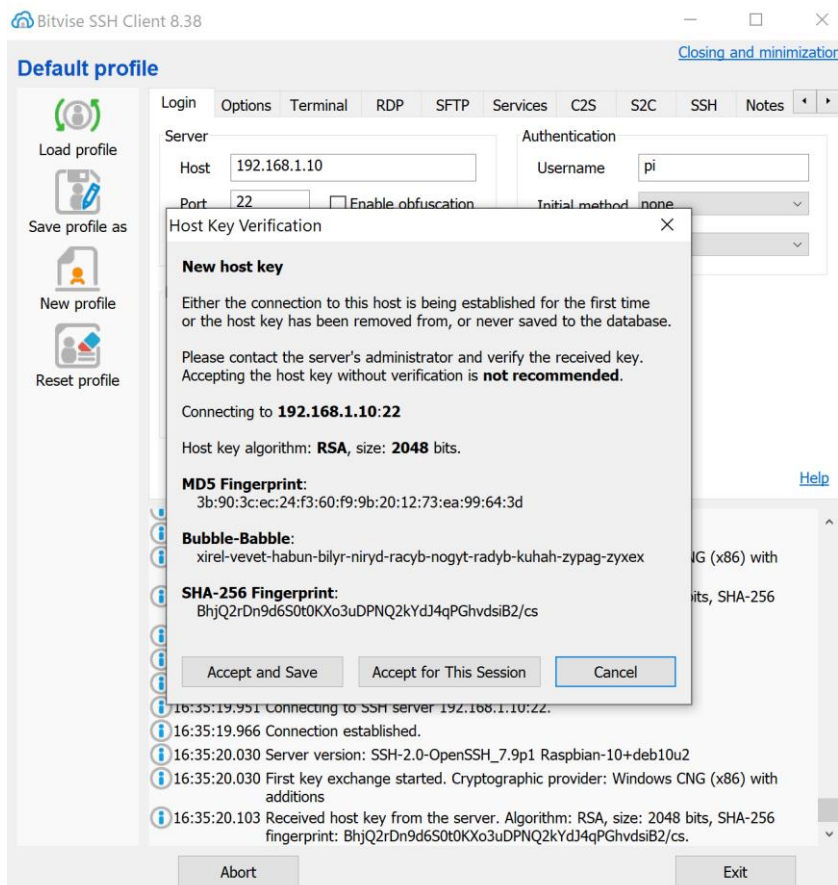 Bitvise SSH Client 8.38
Closing and minimization
Default profile
Load profile
Save profile as
New profile
Reset profile
Login Options Terminal RDP SFTP Services C2S S2C SSH Notes
Server
Host 192.168.1.10
Port 22 Enable obfuscation
Authentication
Username pi
Initial method none
Host Key Verification
New host key
Either the connection to this host is being established for the first time
or the host key has been removed from, or never saved to the database.
Please contact the server's administrator and verify the received key.
Accepting the host key without verification is not recommended.
Connecting to 192.168.1.10:22
Host key algorithm: RSA, size: 2048 bits.
MD5 Fingerprint:
3b:90:3c:ec:24:f3:60:f9:9b:20:12:73:ea:99:64:3d
Bubble-Babble:
xirel-vevet-habun-bilyr-niryd-racyb-nogyt-radyb-kuhah-zypag-zyxex
SHA-256 Fingerprint:
BhjQ2rDn9d6S0t0KXo3uDPNQ2kYdJ4qPGhvdsiB2/cs
Accept and Save Accept for This Session Cancel
Help
(x86) with
SHA-256
16:35:19.951 Connecting to SSH server 192.168.1.10:22.
16:35:19.966 Connection established.
16:35:20.030 Server version: SSH-2.0-OpenSSH_7.9p1 Raspbian-10+deb10u2
16:35:20.030 First key exchange started. Cryptographic provider: Windows CNG (x86) with
additions
16:35:20.103 Received host key from the server. Algorithm: RSA, size: 2048 bits, SHA-256
fingerprint: BhjQ2rDn9d6S0t0KXo3uDPNQ2kYdJ4qPGhvdsiB2/cs.
Abort Exit